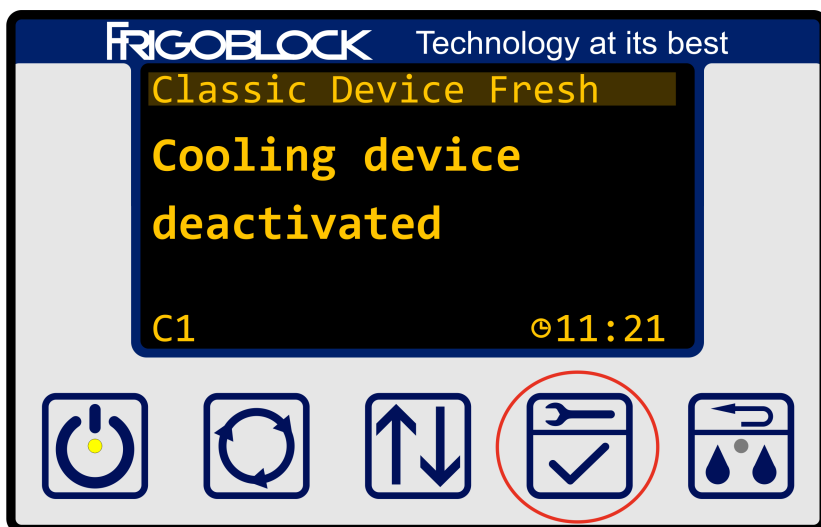 FRIGOBLOCK Technology at its best
Classic Device Fresh
Cooling device
deactivated
C1 11:21